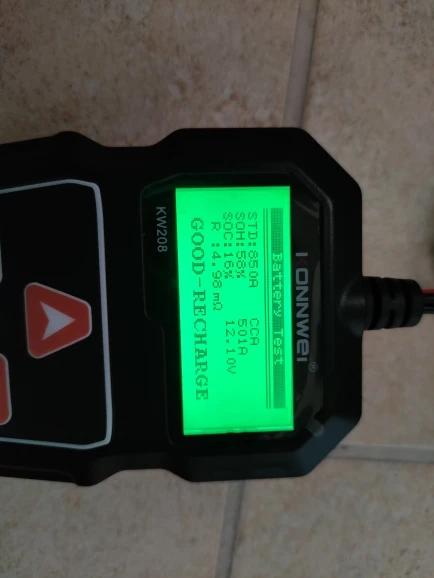 KONNWEI®
Battery Test
STD:850A CCA
SOH:58% 501A
SOC:16% 12.10V
R :4.98mΩ
GOOD-RECHARGE
KW208